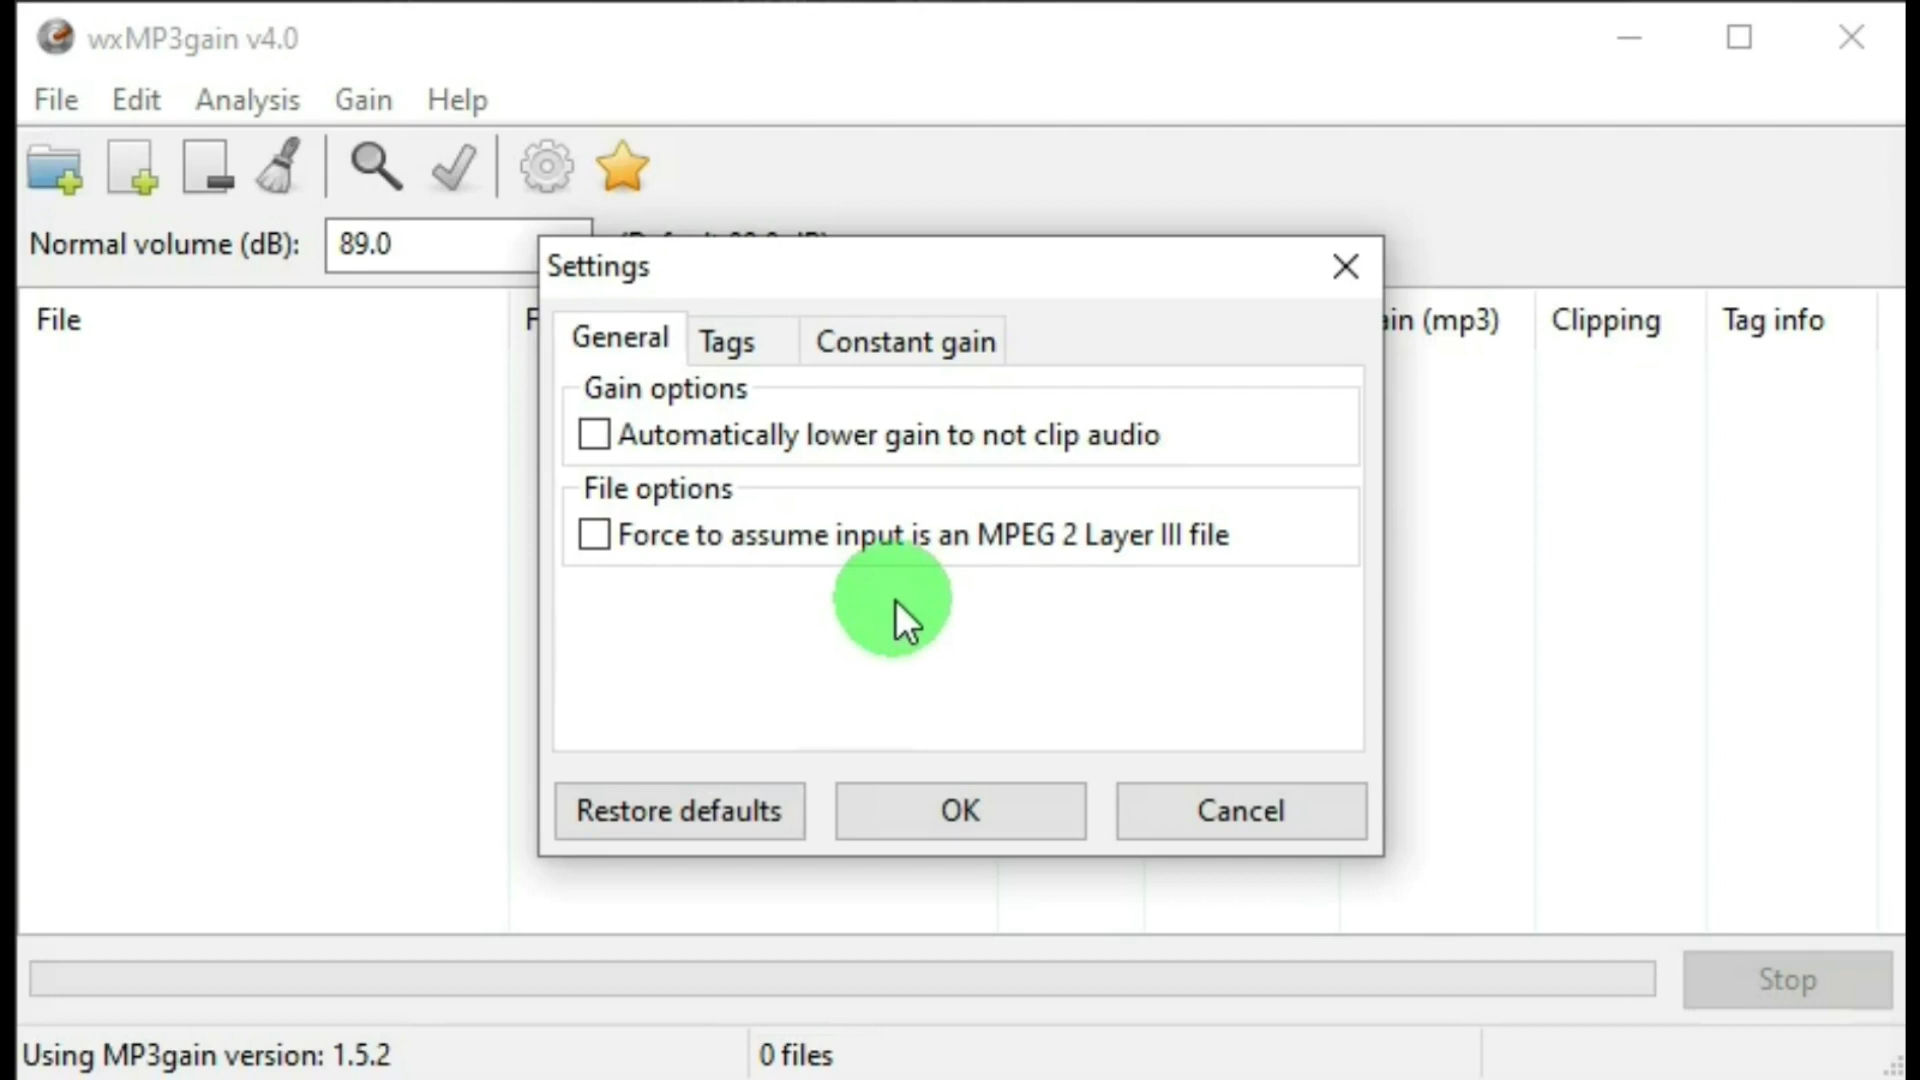 wxMP3gain v4.0
File Edit Analysis Gain Help
Normal volume (dB): 89.0
Settings
File
ain (mp3) Clipping Tag info
General Tags Constant gain
Gain options
Automatically lower gain to not clip audio
File options
Force to assume input is an MPEG 2 Layer III file
Restore defaults OK Cancel
Stop
Using MP3gain version: 1.5.2 0 files